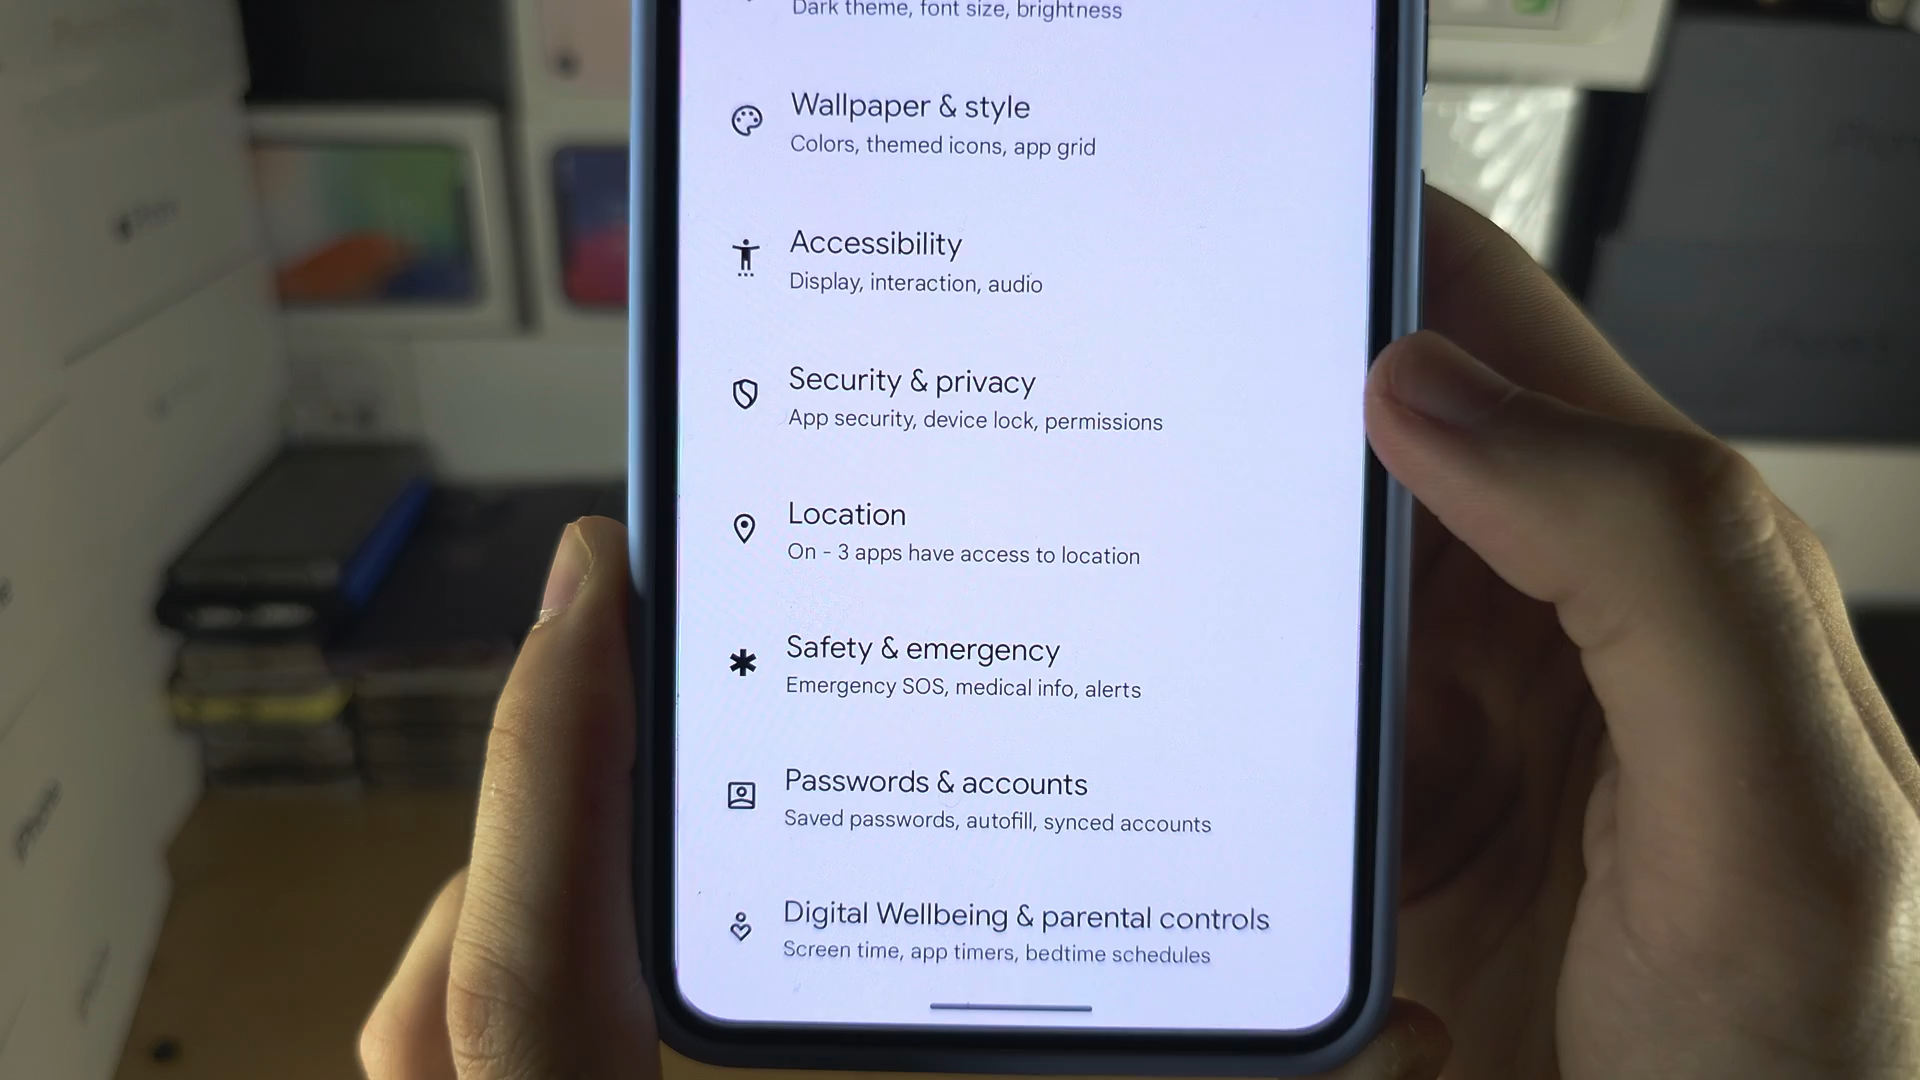 Dark theme, font size, brightness
Wallpaper & style
Colors, themed icons, app grid
Accessibility
Display, interaction, audio
Security & privacy
App security, device lock, permissions
Location
On - 3 apps have access to location
Safety & emergency
Emergency SOS, medical info, alerts
Passwords & accounts
Saved passwords, autofill, synced accounts
Digital Wellbeing & parental controls
Screen time, app timers, bedtime schedules
iPhone